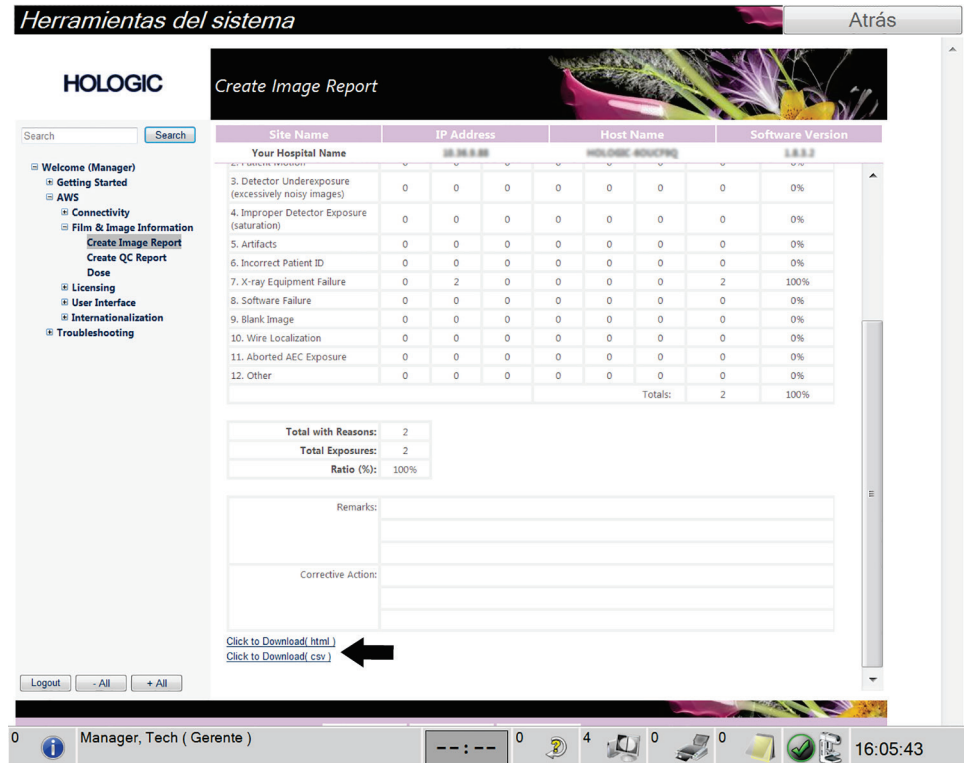 Herramientas del sistema
Atrás
HOLOGIC
Create Image Report
Search
Search
Site Name IP Address Host Name Software Version
Your Hospital Name
Welcome (Manager)
Getting Started
AWS
Connectivity
Film & Image Information
Create Image Report
Create QC Report
Dose
Licensing
User Interface
Internationalization
Troubleshooting
3. Detector Underexposure
(excessively noisy images) 0 0 0 0 0 0 0 0%
4. Improper Detector Exposure
(saturation) 0 0 0 0 0 0 0 0%
5. Artifacts 0 0 0 0 0 0 0 0%
6. Incorrect Patient ID 0 0 0 0 0 0 0 0%
7. X-ray Equipment Failure 0 2 0 0 0 0 2 100%
8. Software Failure 0 0 0 0 0 0 0 0%
9. Blank Image 0 0 0 0 0 0 0 0%
10. Wire Localization 0 0 0 0 0 0 0 0%
11. Aborted AEC Exposure 0 0 0 0 0 0 0 0%
12. Other 0 0 0 0 0 0 0 0%
Totals: 2 100%
Total with Reasons: 2
Total Exposures: 2
Ratio (%): 100%
Remarks:
Corrective Action:
Click to Download( html )
Click to Download( csv )
Logout - All + All
0 Manager, Tech ( Gerente ) --:-- 0 4 0 0 16:05:43